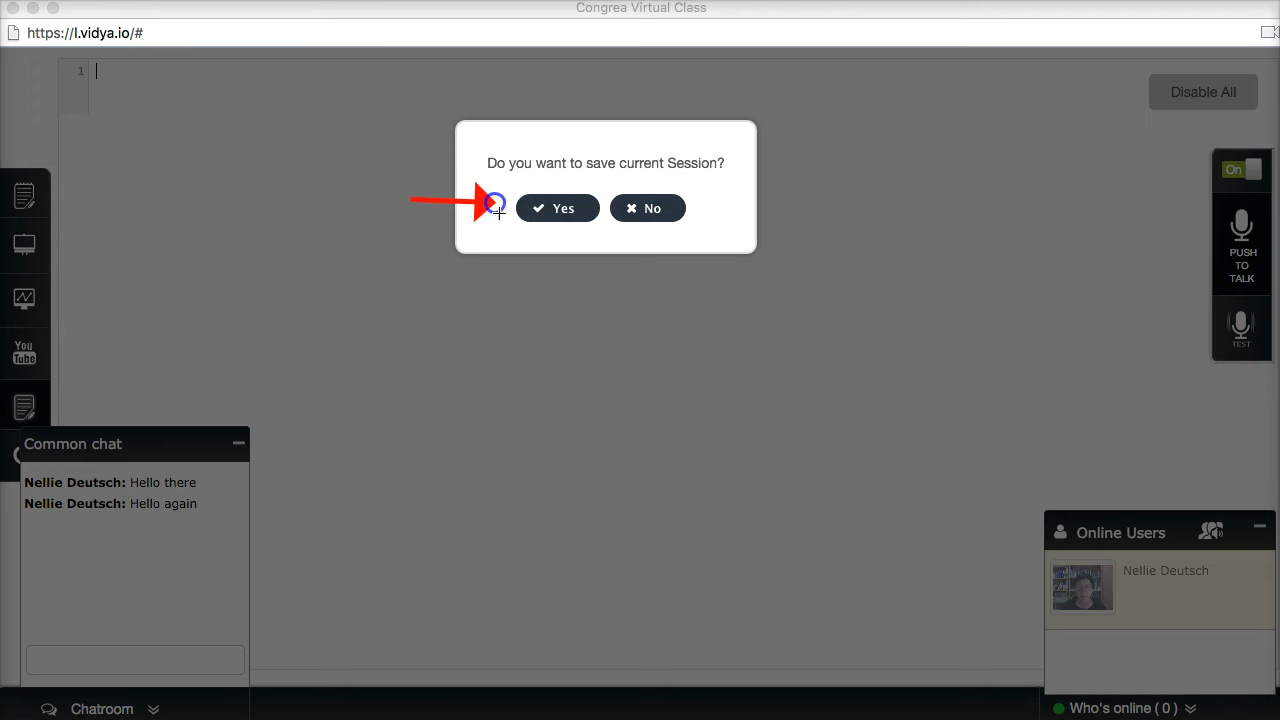 Congrea Virtual Class
https://l.vidya.io/#
1
Disable All
Do you want to save current Session?
Yes
No
On
PUSH
TO
TALK
TEST
You
Tube
Common chat
Nellie Deutsch: Hello there
Nellie Deutsch: Hello again
Online Users
Nellie Deutsch
Chatroom
Who's online ( 0 )